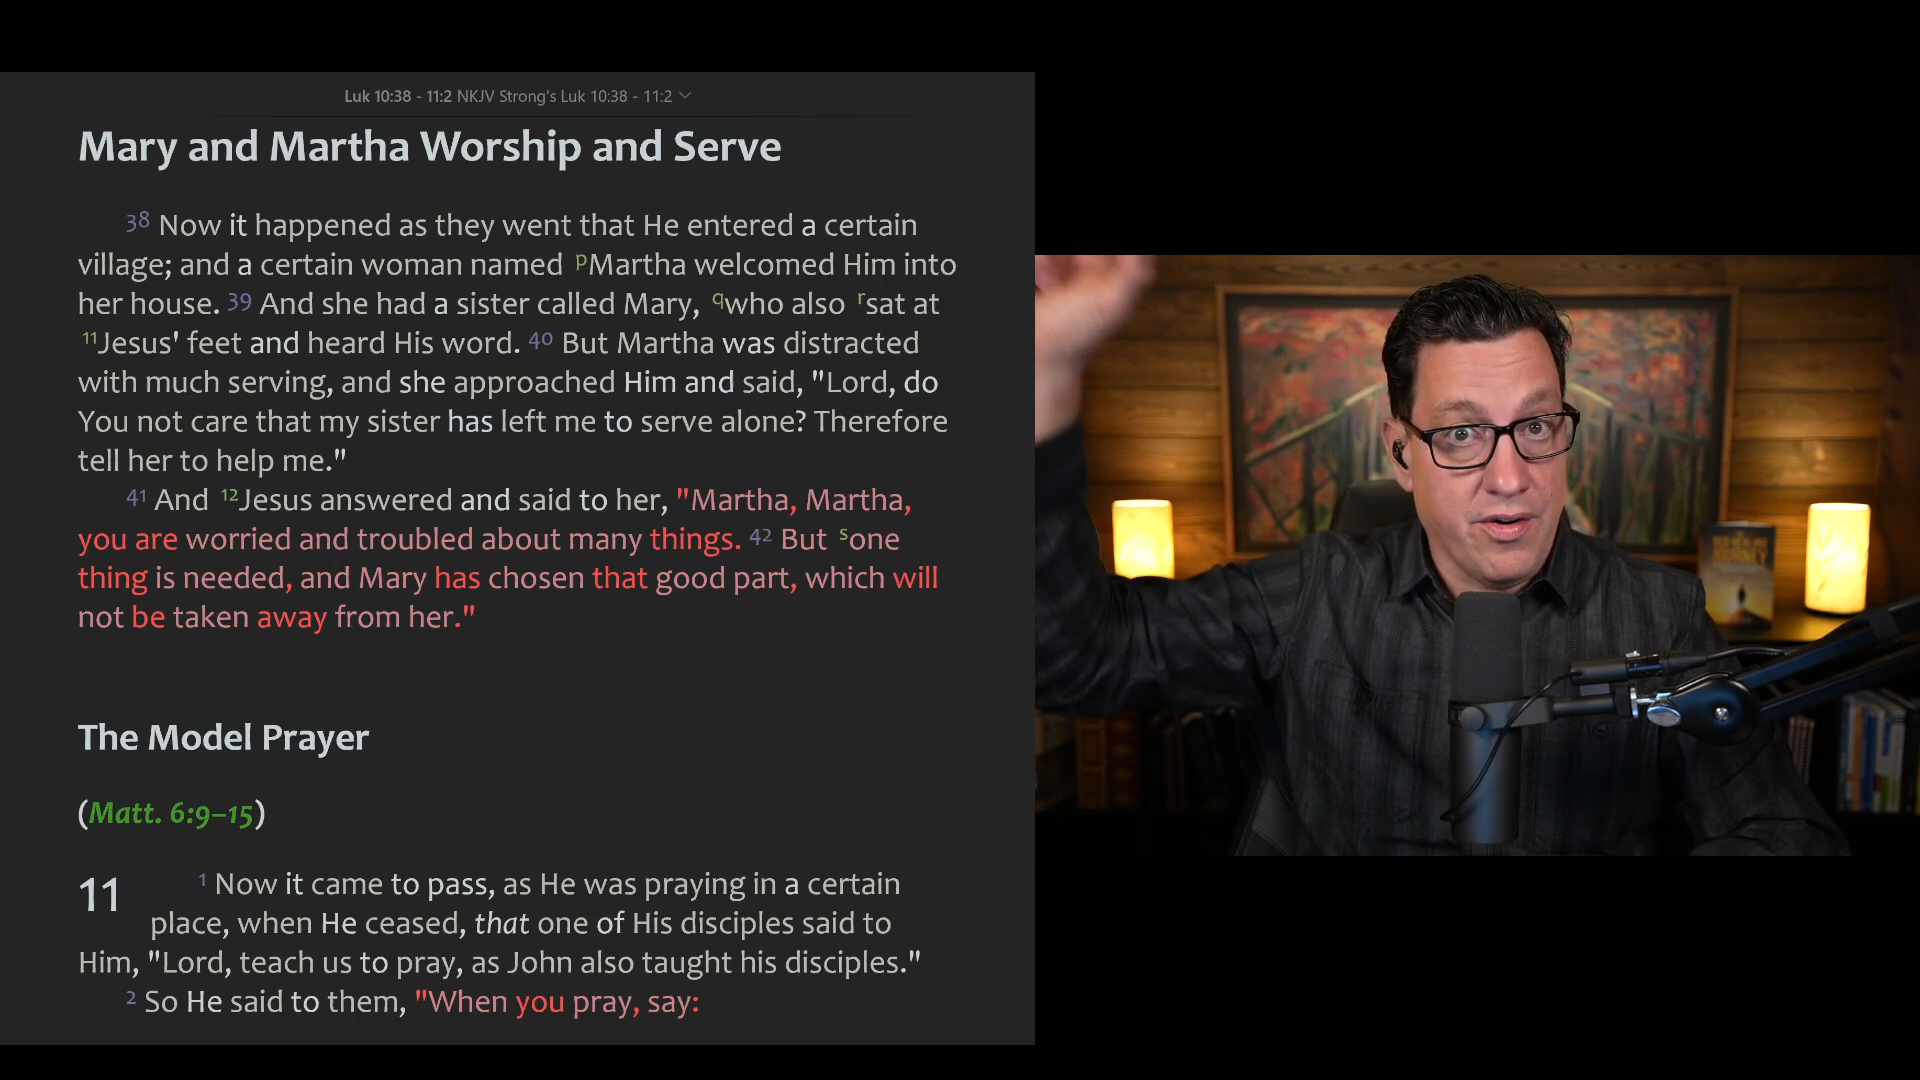 Luk 10:38 - 11:2 NKJV Strong's Luk 10:38 - 11:2
Mary and Martha Worship and Serve
38 Now it happened as they went that He entered a certain
village; and a certain woman named pMartha welcomed Him into
her house. 39 And she had a sister called Mary, qwho also rsat at
11Jesus' feet and heard His word. 40 But Martha was distracted
with much serving, and she approached Him and said, "Lord, do
You not care that my sister has left me to serve alone? Therefore
tell her to help me."
41 And 12Jesus answered and said to her, "Martha, Martha,
you are worried and troubled about many things. 42 But sone
thing is needed, and Mary has chosen that good part, which will
not be taken away from her."
The Model Prayer
(Matt. 6:9–15)
11 1 Now it came to pass, as He was praying in a certain
place, when He ceased, that one of His disciples said to
Him, "Lord, teach us to pray, as John also taught his disciples."
2 So He said to them, "When you pray, say: